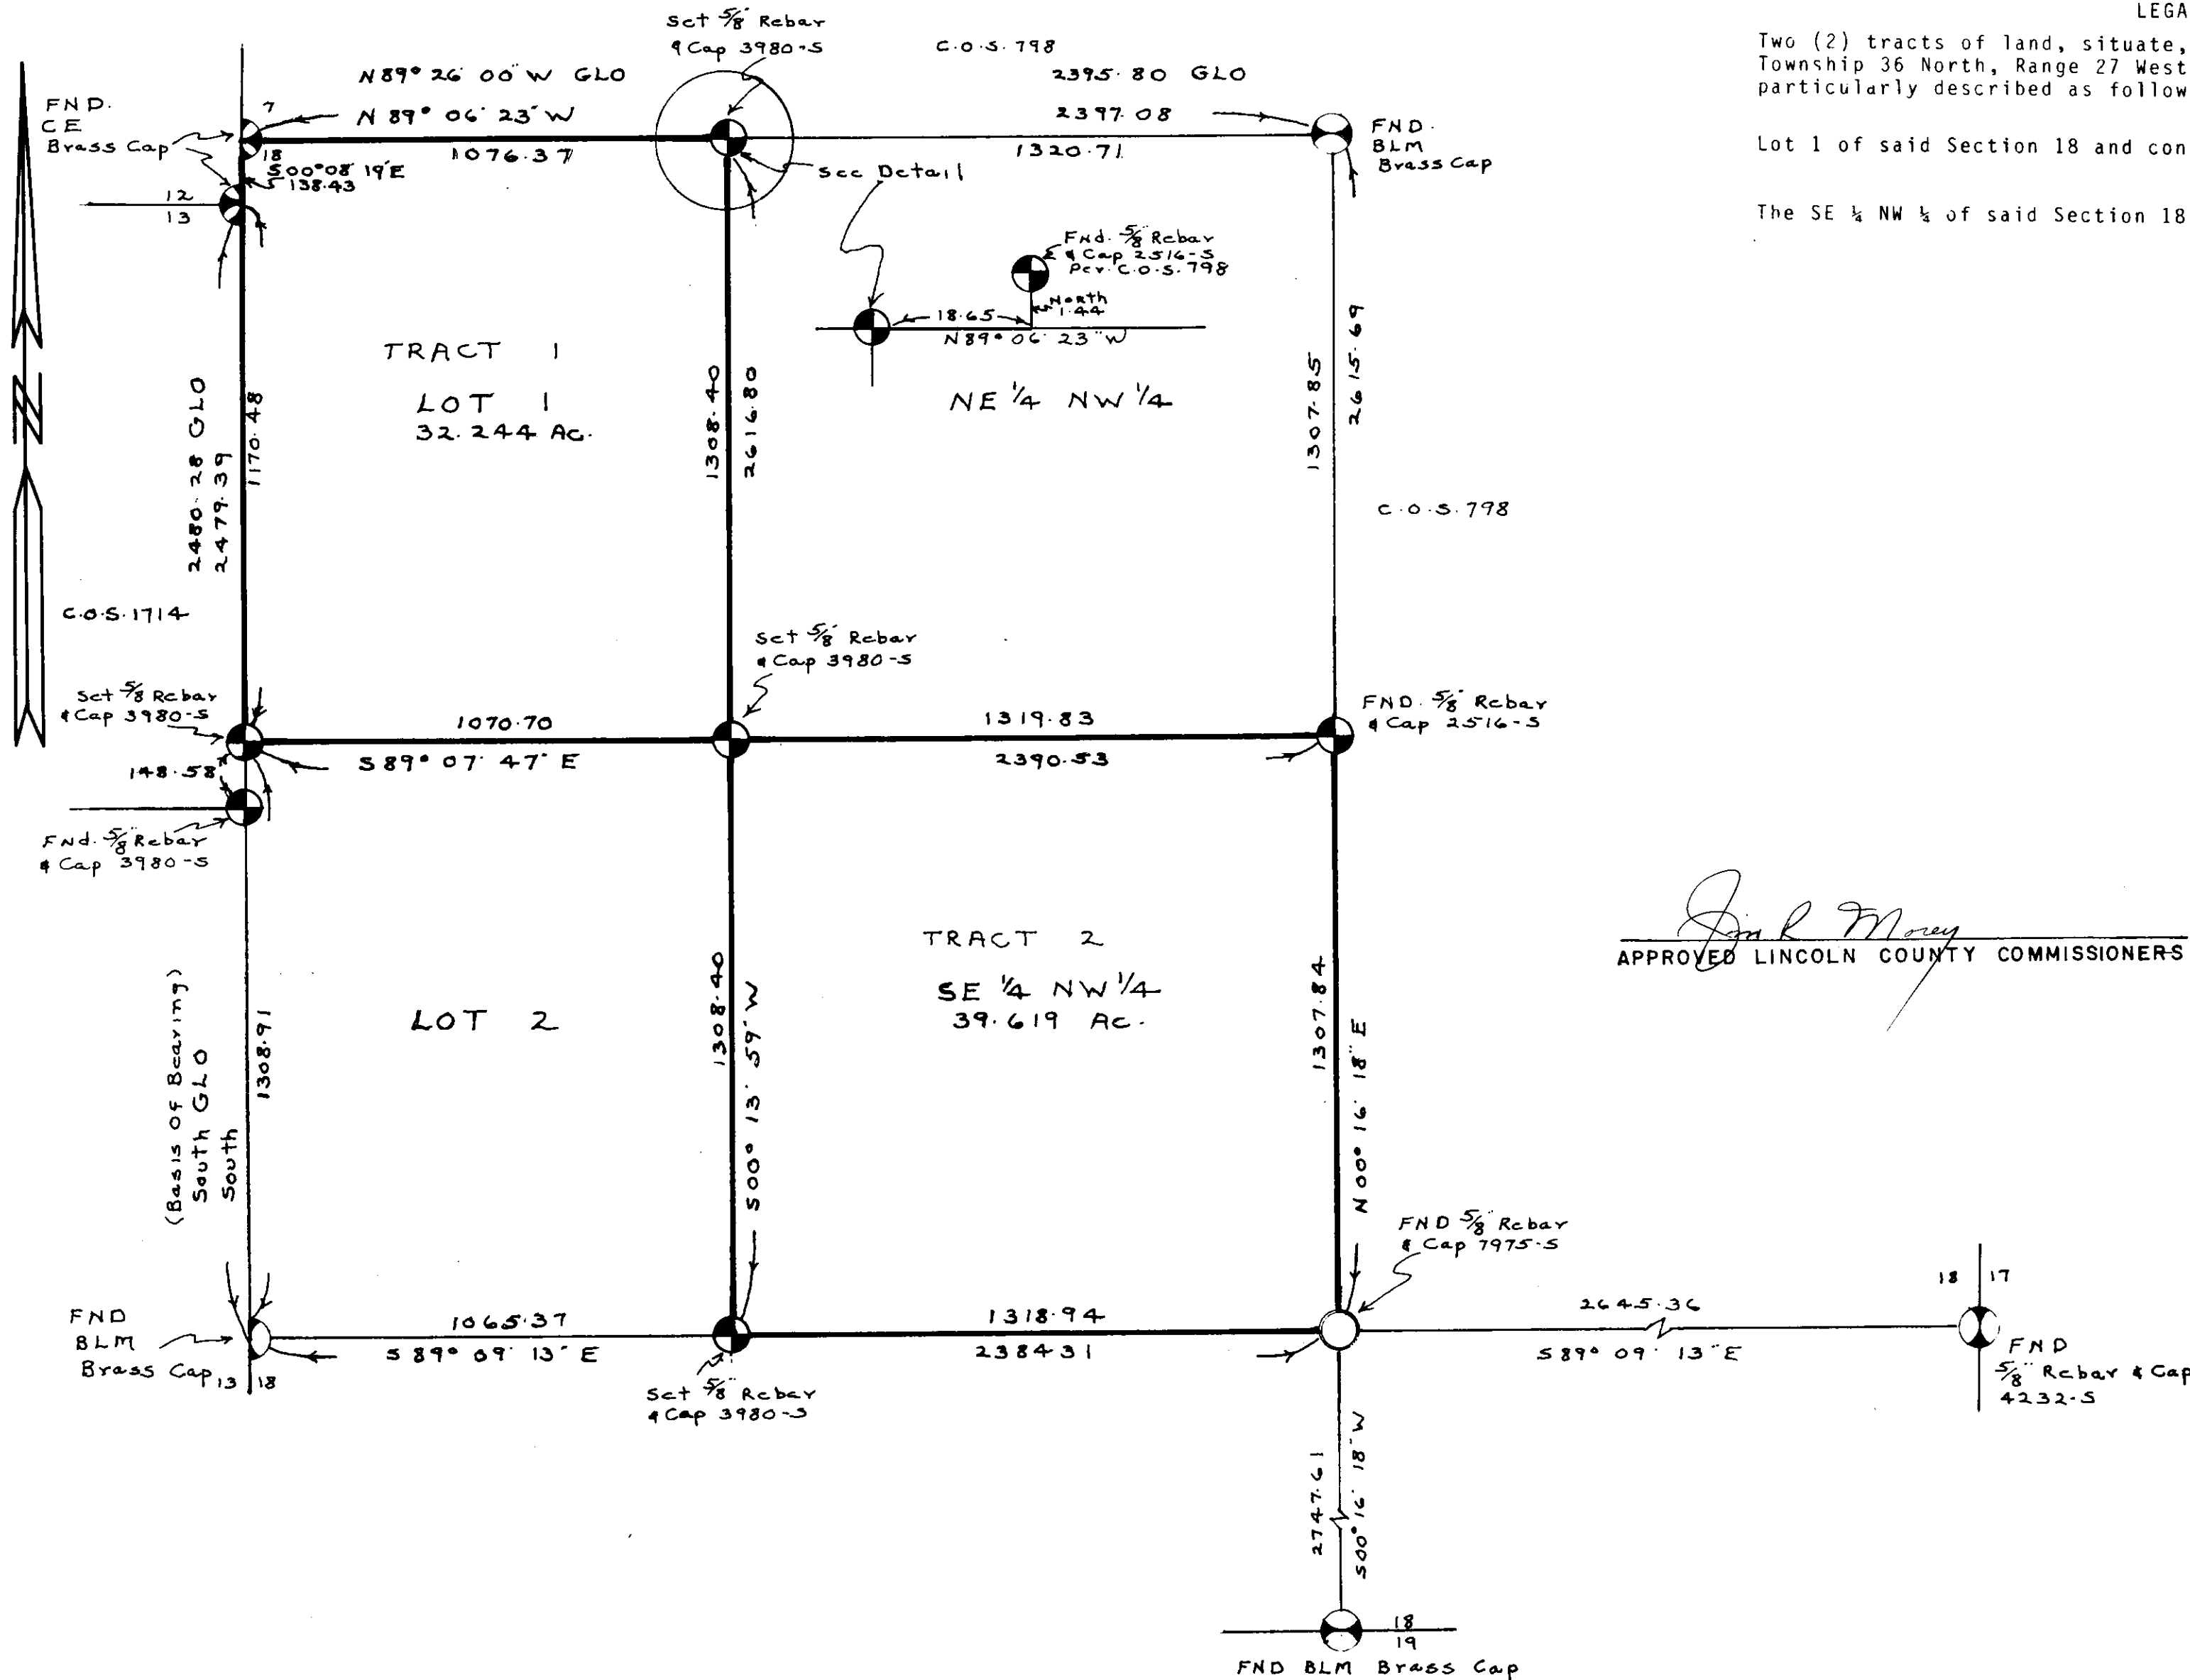 LEGA
Two (2) tracts of land, situate,
Township 36 North, Range 27 West
particularly described as follow
Lot 1 of said Section 18 and con
The SE ¼ NW ¼ of said Section 18
Set 5/8" Rebar
& Cap 3980-S
C.O.S. 798
N89° 26' 00" W GLO
2395.80 GLO
FND.
CE
Brass Cap
7
N 89° 06' 23" W
2397.08
FND.
BLM
Brass Cap
18
1076.37
1320.71
S00°08'19"E
138.43
See Detail
12
13
Fnd. 5/8" Rebar
& Cap 2516-S
per. C.O.S. 798
North
1.44
18.65
N89° 06' 23" W
TRACT 1
LOT 1
32.244 AC.
NE 1/4 NW 1/4
2480.28 GLO
2479.39
1170.48
1308.40
2616.80
1307.85
2615.69
C.O.S. 798
C.O.S. 1714
Set 5/8" Rebar
& Cap 3980-S
Set 5/8" Rebar
& Cap 3980-S
FND. 5/8" Rebar
& Cap 2516-S
1070.70
1319.83
S89° 07' 47" E
2390.53
148.58
Fnd. 5/8" Rebar
& Cap 3980-S
TRACT 2
SE 1/4 NW 1/4
39.619 AC.
LOT 2
(Basis Of Bearing)
South GLO
South
1308.91
1308.40
S00° 13' 59" W
1307.84
N00° 16' 18" E
Jim R Morey
APPROVED LINCOLN COUNTY COMMISSIONERS
FND 5/8" Rebar
& Cap 7975-S
FND
BLM
Brass Cap
13 18
1065.37
S89° 09' 13" E
1318.94
238431
Set 5/8" Rebar
& Cap 3980-S
2645.36
S89° 09' 13" E
18 17
FND
5/8" Rebar & Cap
4232-S
2747.61
S00° 16' 18" W
18
19
FND BLM Brass Cap